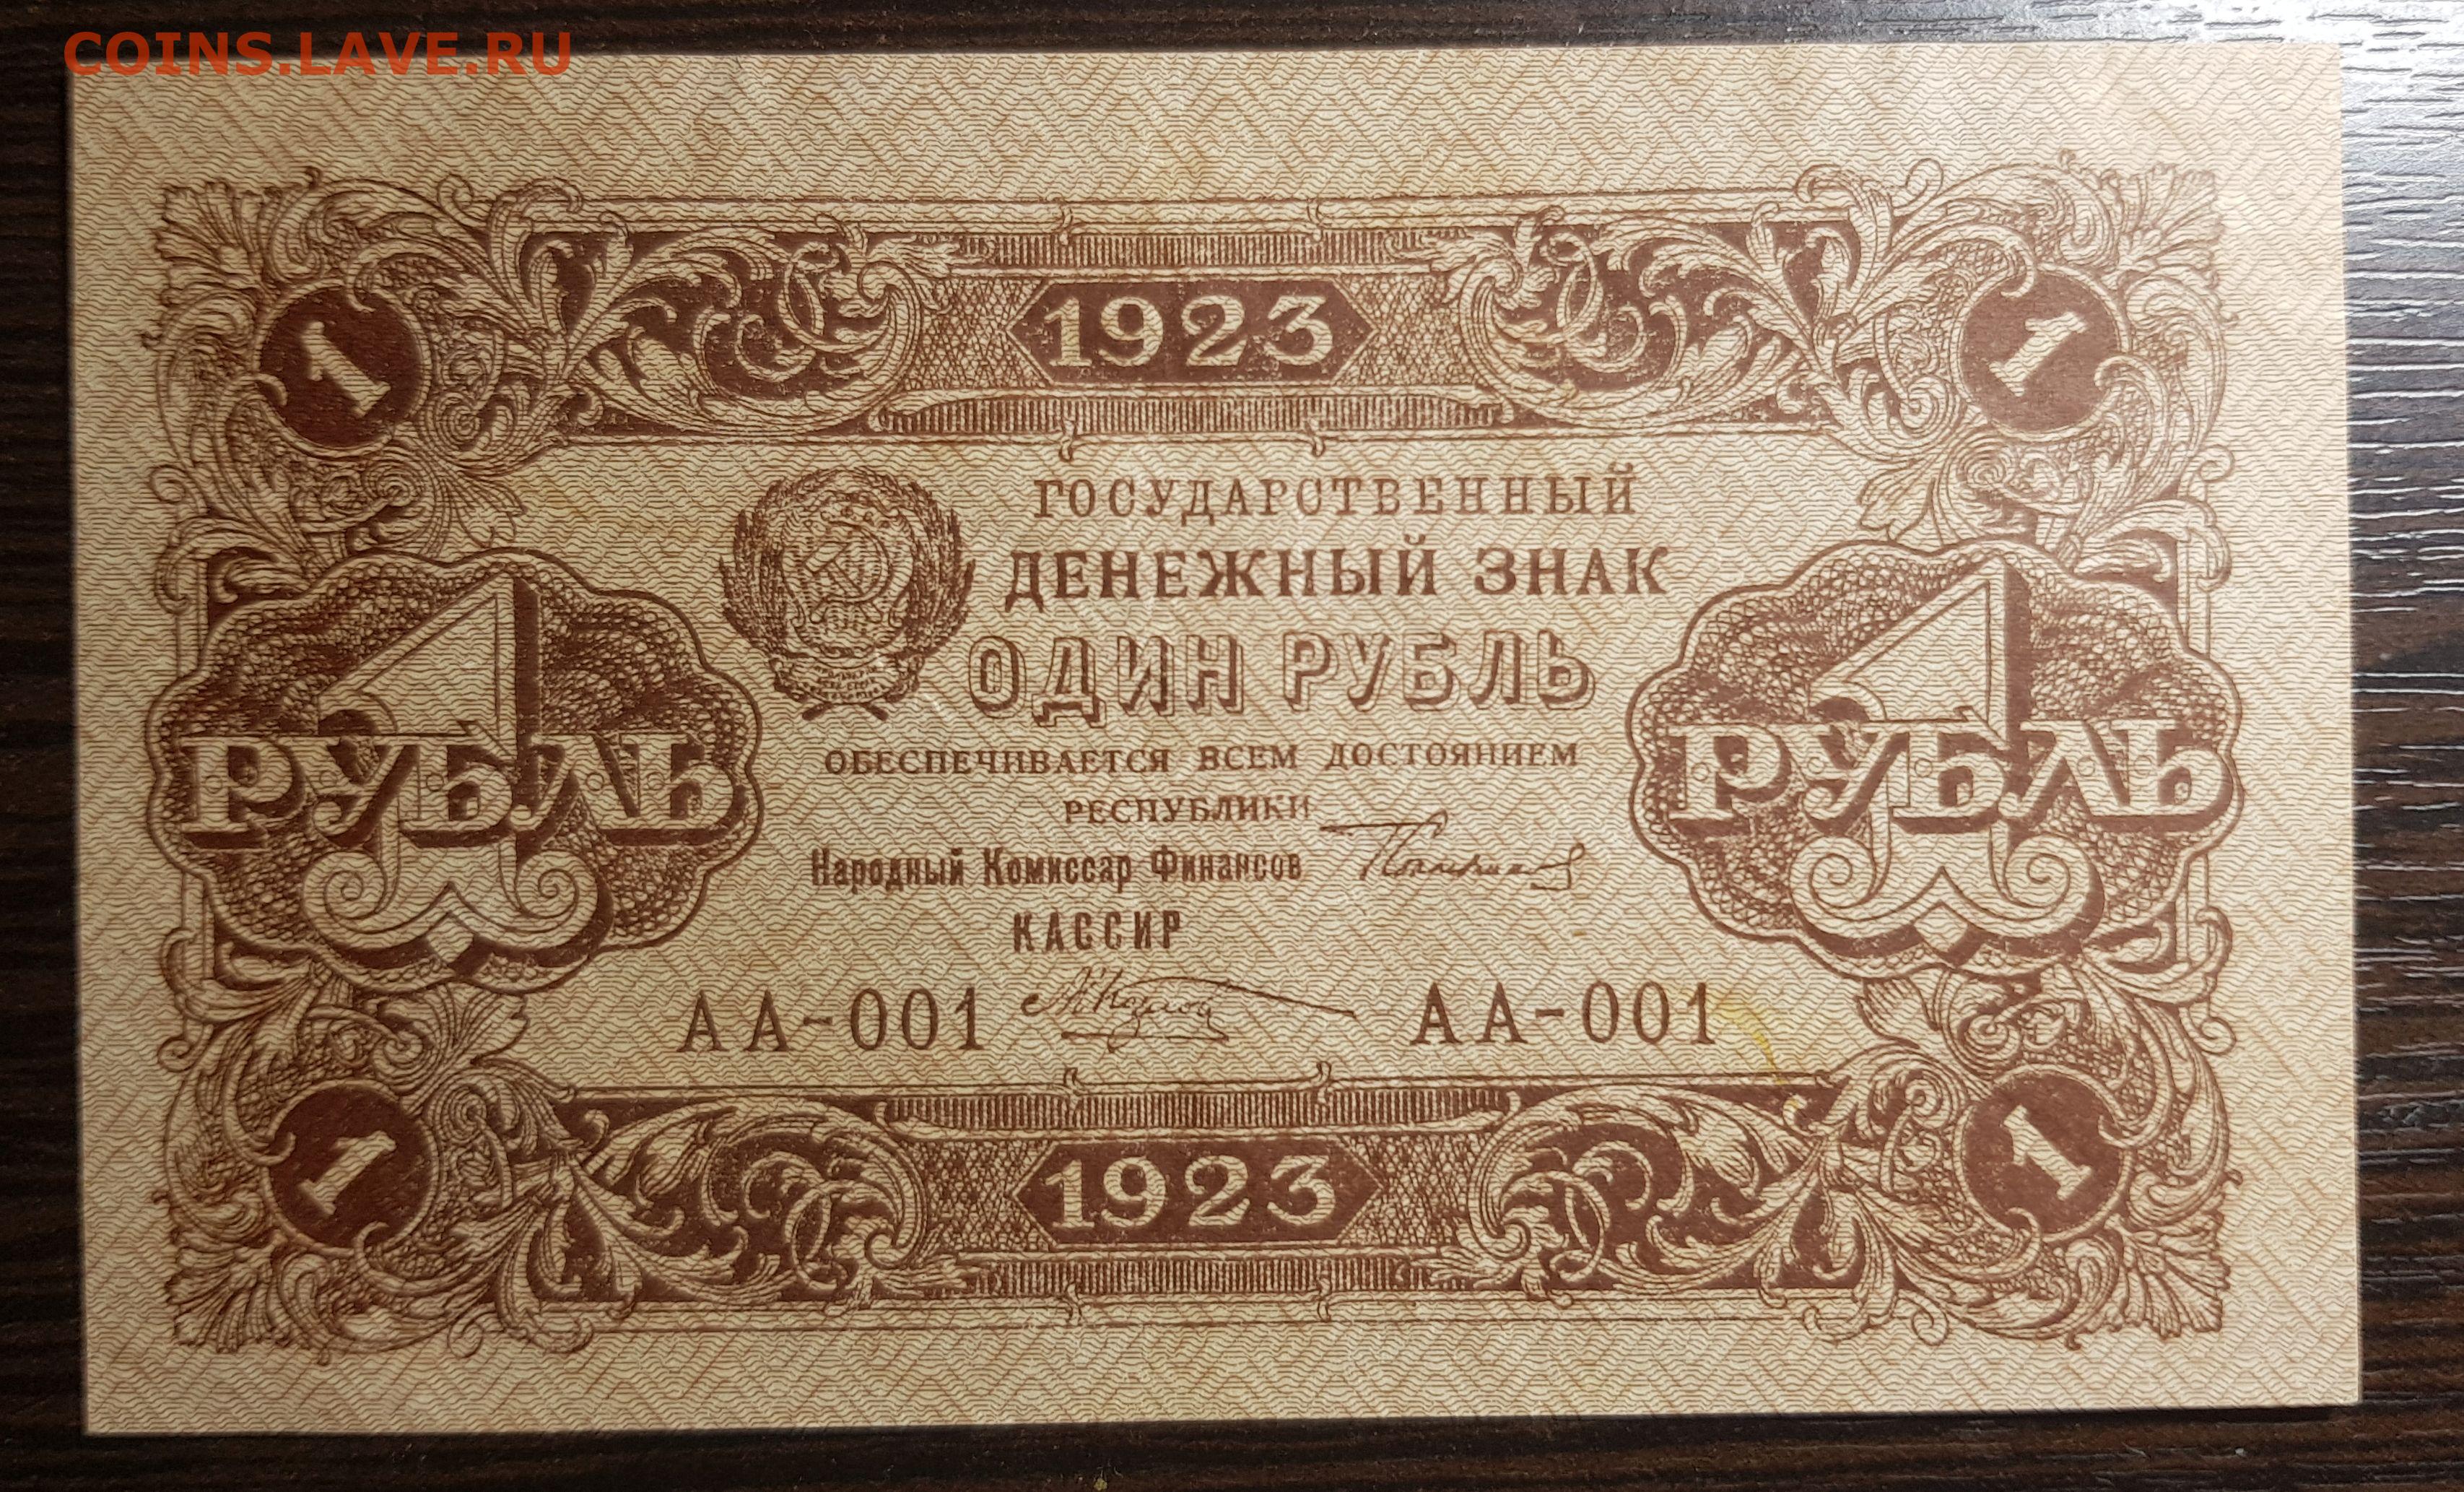 COINS.LAVE.RU
1 1923 1
ГОСУДАРСТВЕННЫЙ
ДЕНЕЖНЫЙ ЗНАК
ОДИН РУБЛЬ
1 РУБЛЬ
1 РУБЛЬ
ОБЕСПЕЧИВАЕТСЯ ВСЕМ ДОСТОЯНИЕМ
РЕСПУБЛИКИ
Народный Комиссар Финансов
КАССИР
АА-001 АА-001
1 1923 1